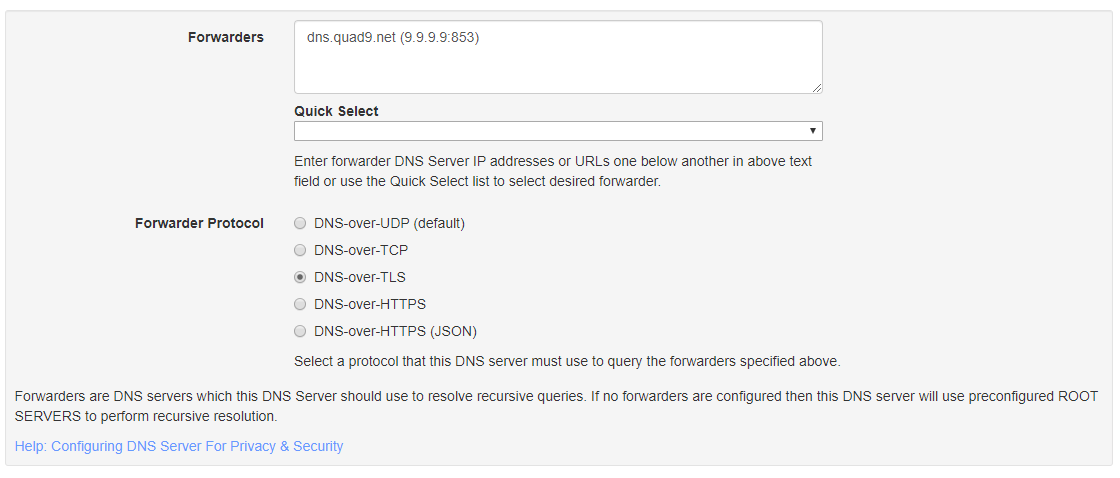 Forwarders
dns.quad9.net (9.9.9.9:853)
Quick Select
Enter forwarder DNS Server IP addresses or URLs one below another in above text
field or use the Quick Select list to select desired forwarder.
Forwarder Protocol
DNS-over-UDP (default)
DNS-over-TCP
DNS-over-TLS
DNS-over-HTTPS
DNS-over-HTTPS (JSON)
Select a protocol that this DNS server must use to query the forwarders specified above.
Forwarders are DNS servers which this DNS Server should use to resolve recursive queries. If no forwarders are configured then this DNS server will use preconfigured ROOT
SERVERS to perform recursive resolution.
Help: Configuring DNS Server For Privacy & Security